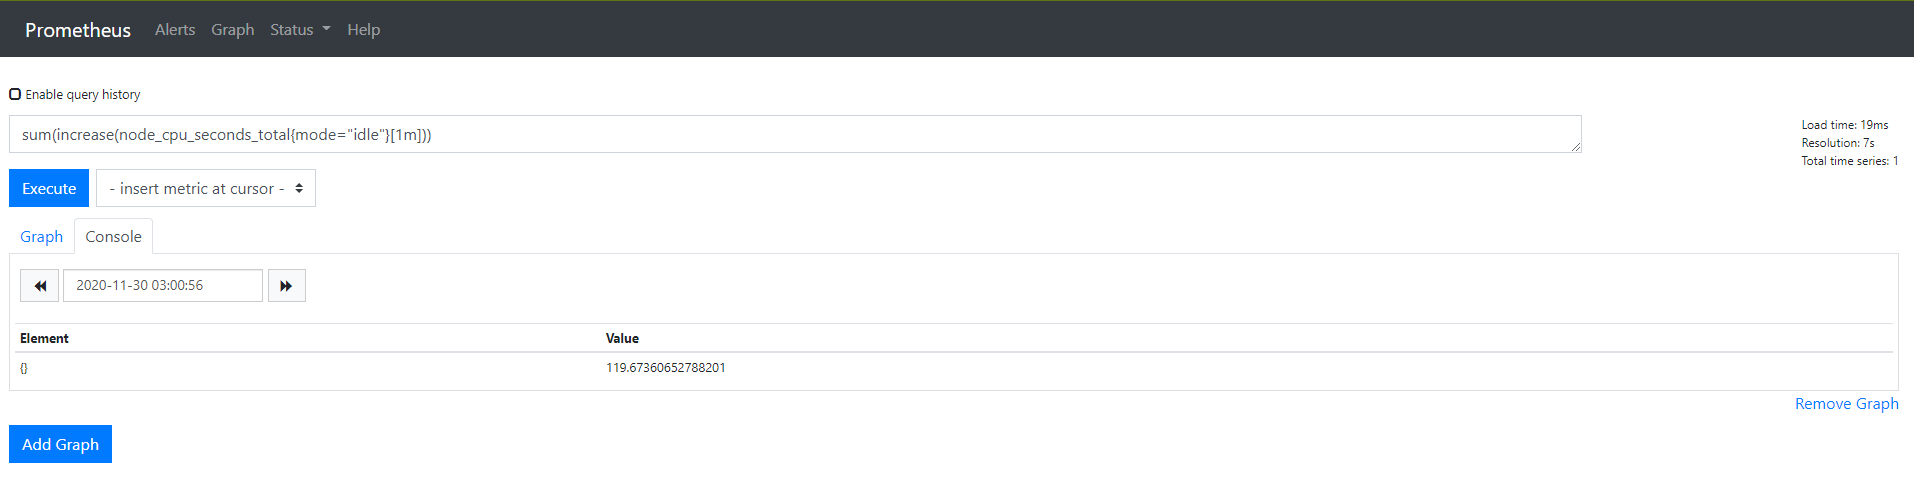 Prometheus Alerts Graph Status Help
Enable query history
sum(increase(node_cpu_seconds_total{mode="idle"}[1m]))
Load time: 19ms
Resolution: 7s
Total time series: 1
Execute - insert metric at cursor -
Graph Console
2020-11-30 03:00:56
Element Value
{} 119.67360652788201
Remove Graph
Add Graph